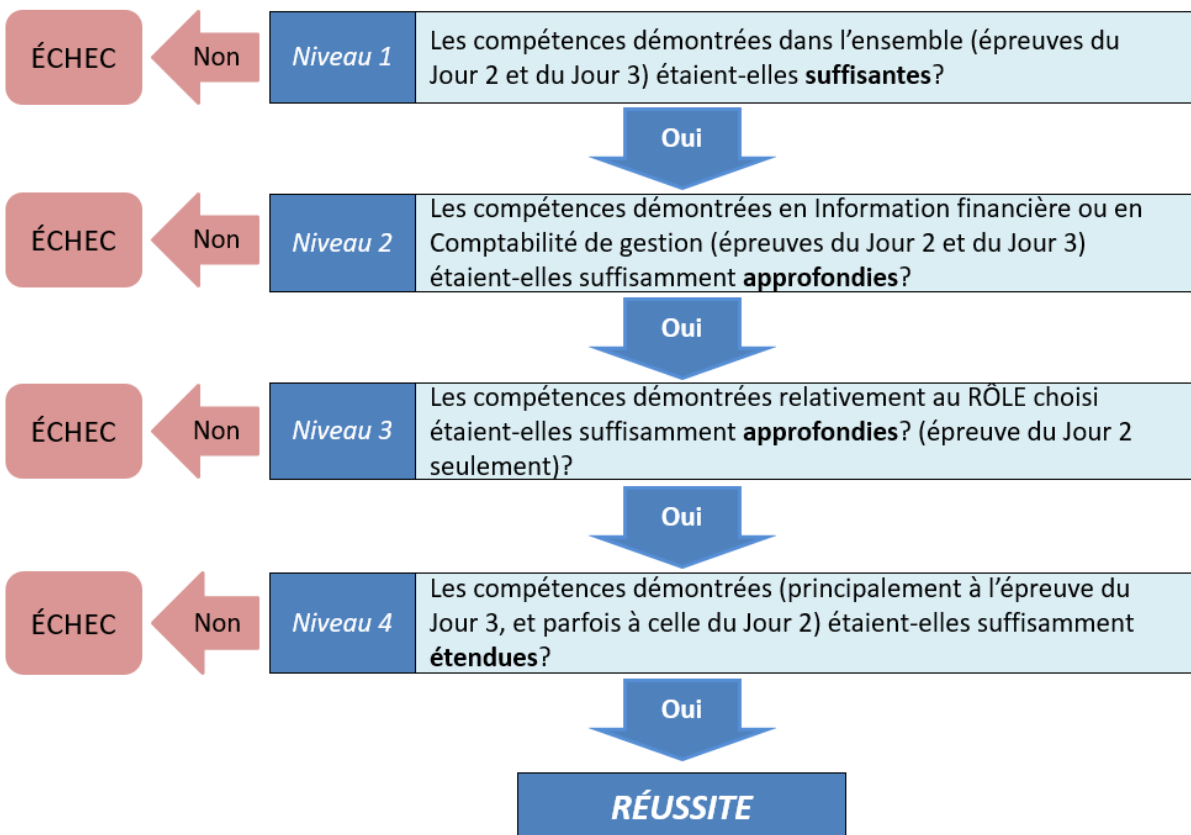 ÉCHEC
Non
Niveau 1
Les compétences démontrées dans l’ensemble (épreuves du
Jour 2 et du Jour 3) étaient-elles suffisantes?
Oui
ÉCHEC
Non
Niveau 2
Les compétences démontrées en Information financière ou en
Comptabilité de gestion (épreuves du Jour 2 et du Jour 3)
étaient-elles suffisamment approfondies?
Oui
ÉCHEC
Non
Niveau 3
Les compétences démontrées relativement au RÔLE choisi
étaient-elles suffisamment approfondies? (épreuve du Jour 2
seulement)?
Oui
ÉCHEC
Non
Niveau 4
Les compétences démontrées (principalement à l’épreuve du
Jour 3, et parfois à celle du Jour 2) étaient-elles suffisamment
étendues?
Oui
RÉUSSITE